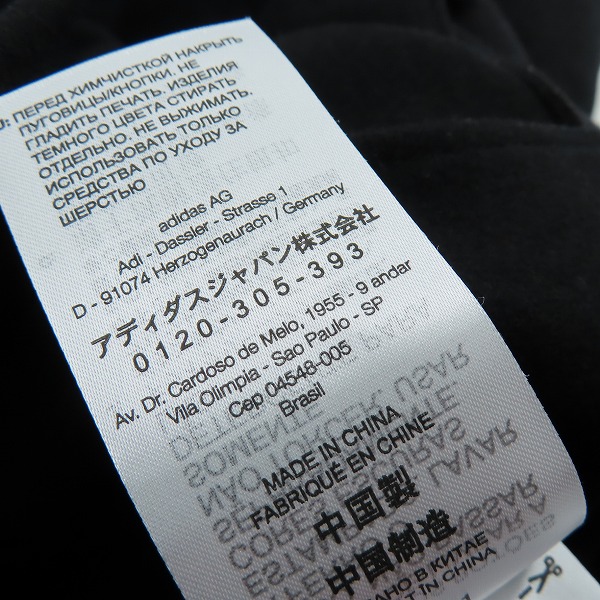 U: ПЕРЕД ХИМЧИСТКОЙ НАКРЫТЬ
ПУГОВИЦЫ/КНОПКИ. НЕ
ГЛАДИТЬ ПЕЧАТЬ. ИЗДЕЛИЯ
ТЕМНОГО ЦВЕТА СТИРАТЬ
ОТДЕЛЬНО. НЕ ВЫЖИМАТЬ.
ИСПОЛЬЗОВАТЬ ТОЛЬКО
СРЕДСТВА ПО УХОДУ ЗА
ШЕРСТЬЮ
adidas AG
Adi - Dassler - Strasse 1
D - 91074 Herzogenaurach / Germany
アディダスジャパン株式会社
0120-305-393
Av. Dr. Cardoso de Melo, 1955 - 9 andar
Vila Olimpia - Sao Paulo - SP
Cep 04548-005
Brasil
MADE IN CHINA
FABRIQUÉ EN CHINE
中国製
中国制造
АНО В КИТАЕ
IN CHINA